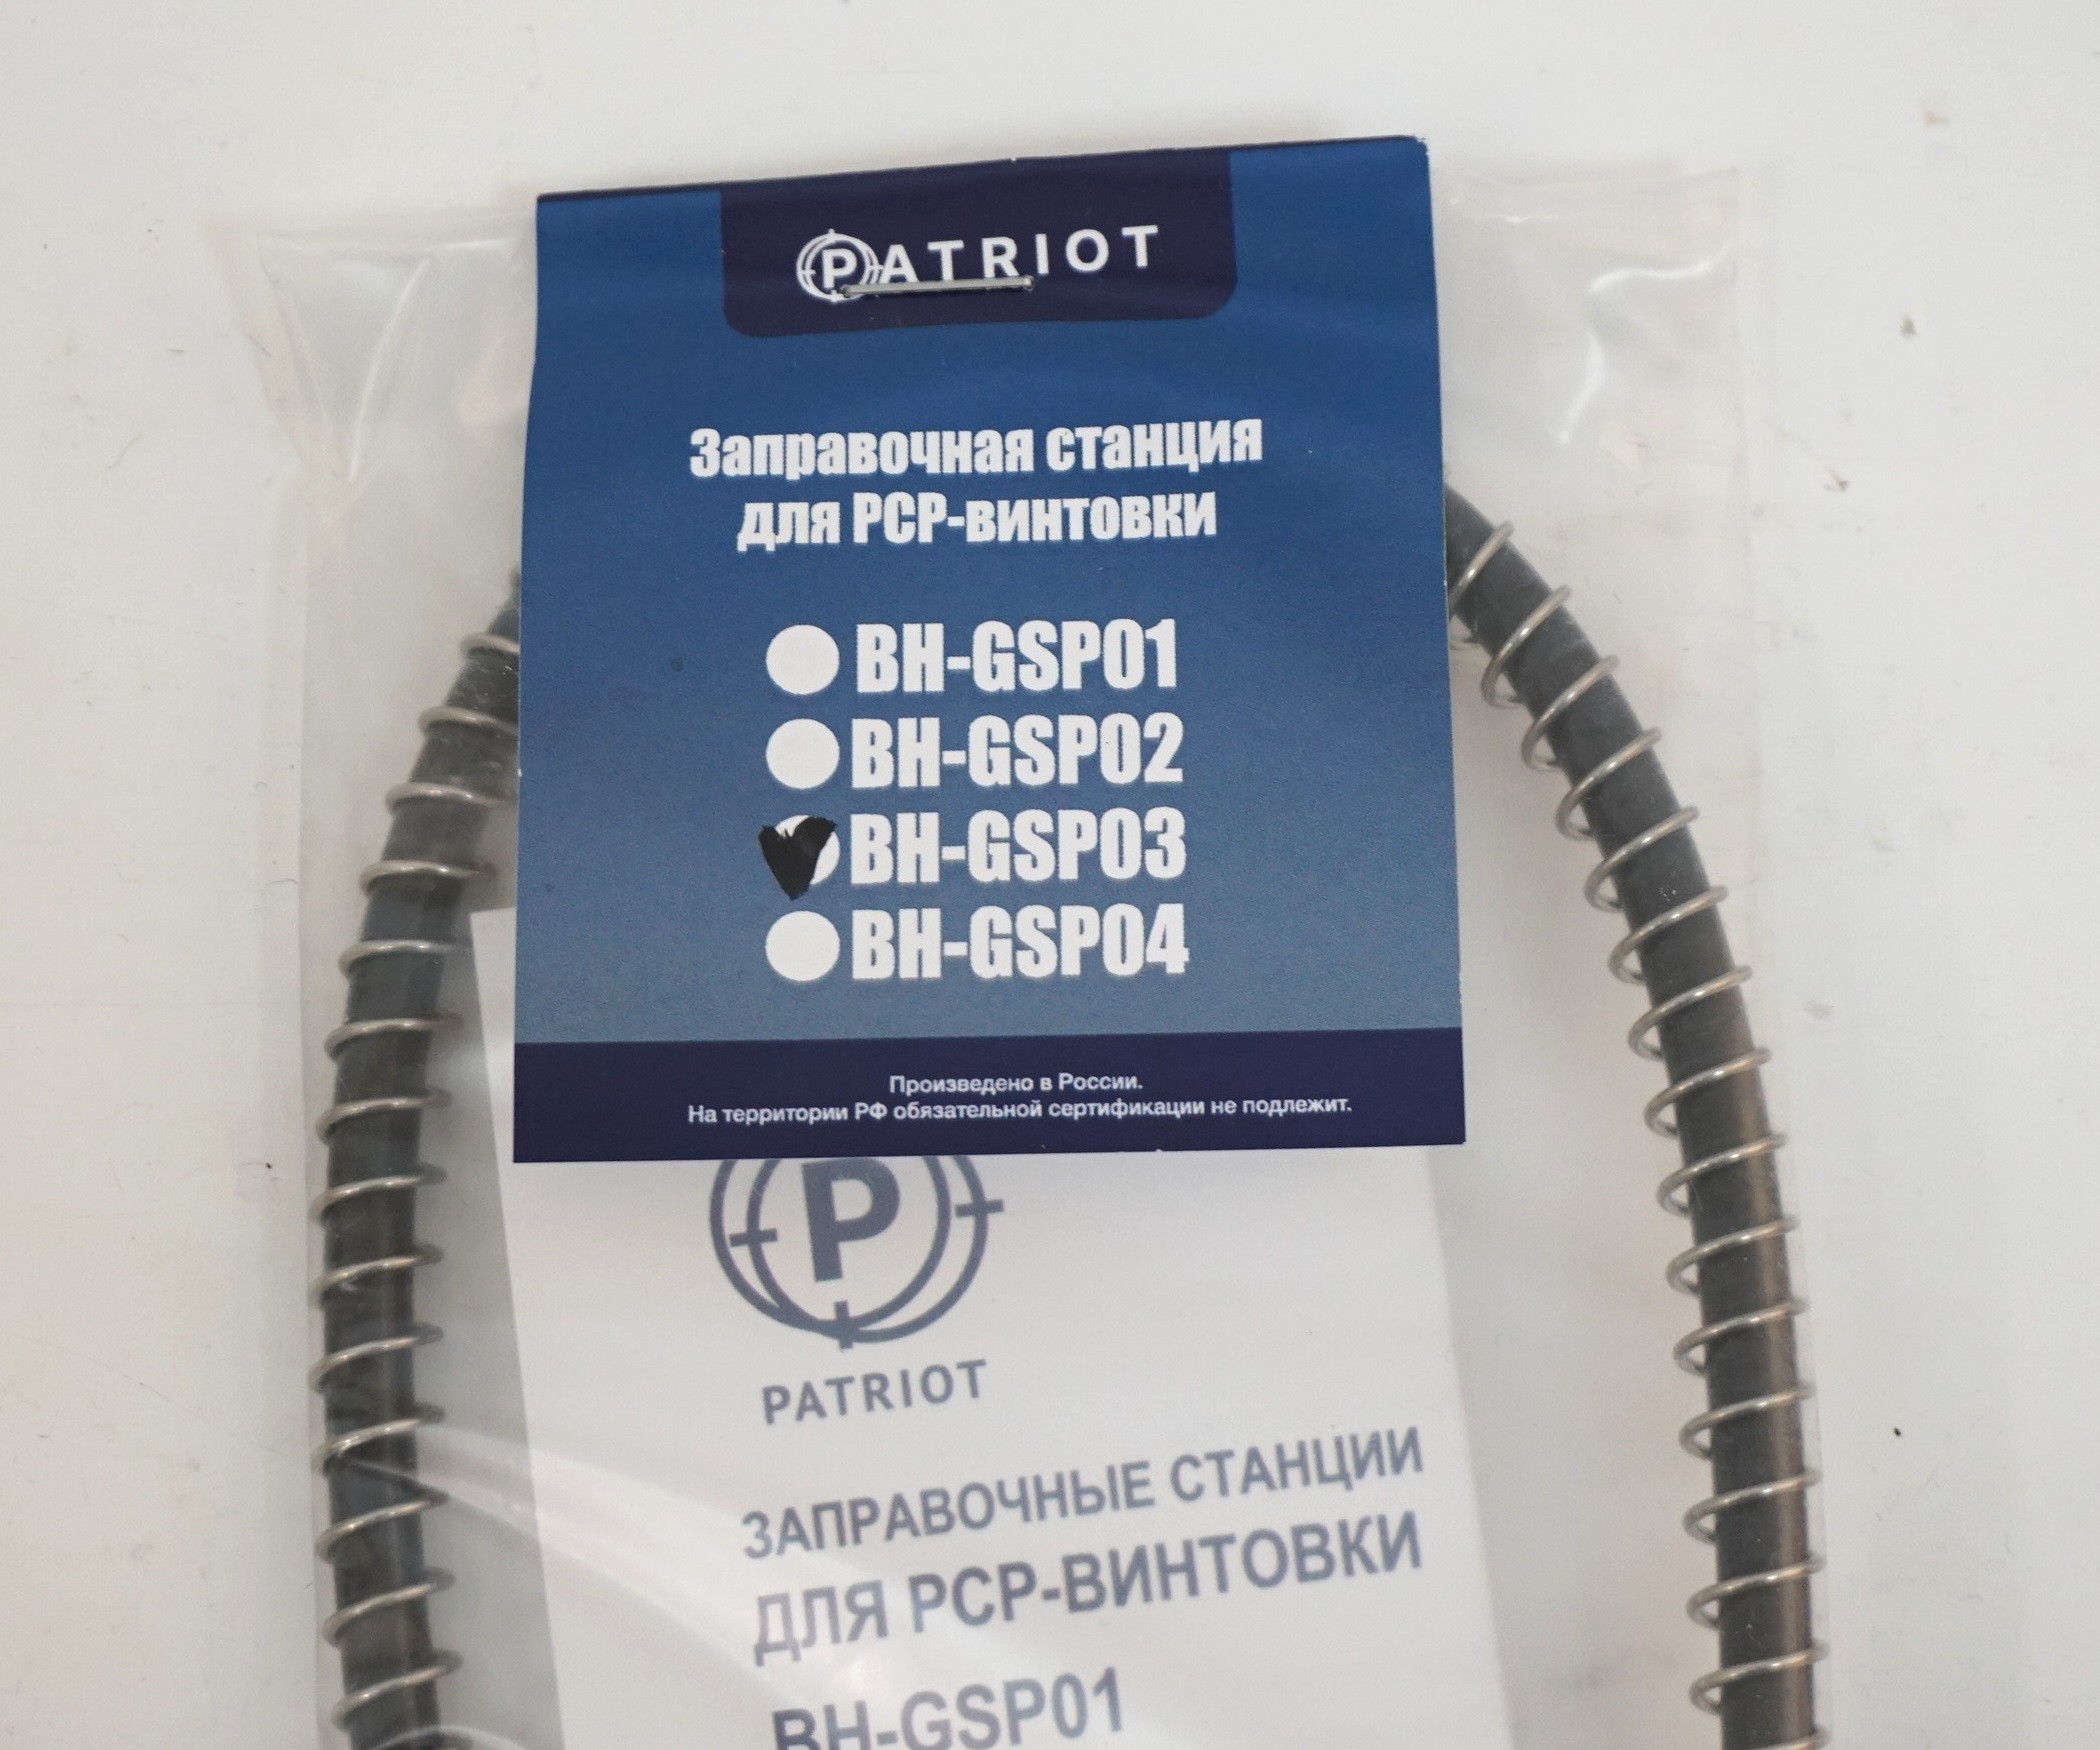 PATRIOT
Заправочная станция
для PCP-винтовки
BH-GSP01
BH-GSP02
BH-GSP03
BH-GSP04
Произведено в России.
На территории РФ обязательной сертификации не подлежит.
P
PATRIOT
ЗАПРАВОЧНЫЕ СТАНЦИИ
ДЛЯ PCP-ВИНТОВКИ
BH-GSP01